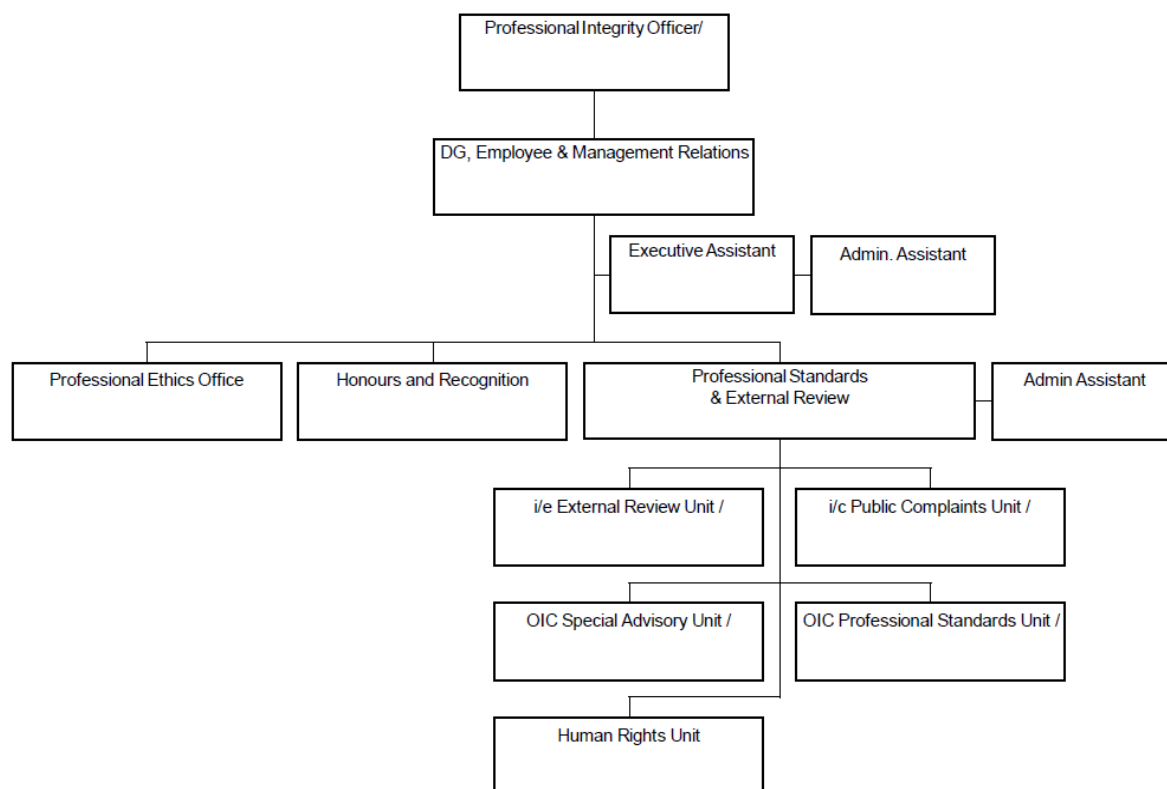 Professional Integrity Officer/
DG, Employee & Management Relations
Executive Assistant
Admin. Assistant
Professional Ethics Office
Honours and Recognition
Professional Standards
& External Review
Admin Assistant
i/e External Review Unit /
i/c Public Complaints Unit /
OIC Special Advisory Unit /
OIC Professional Standards Unit /
Human Rights Unit